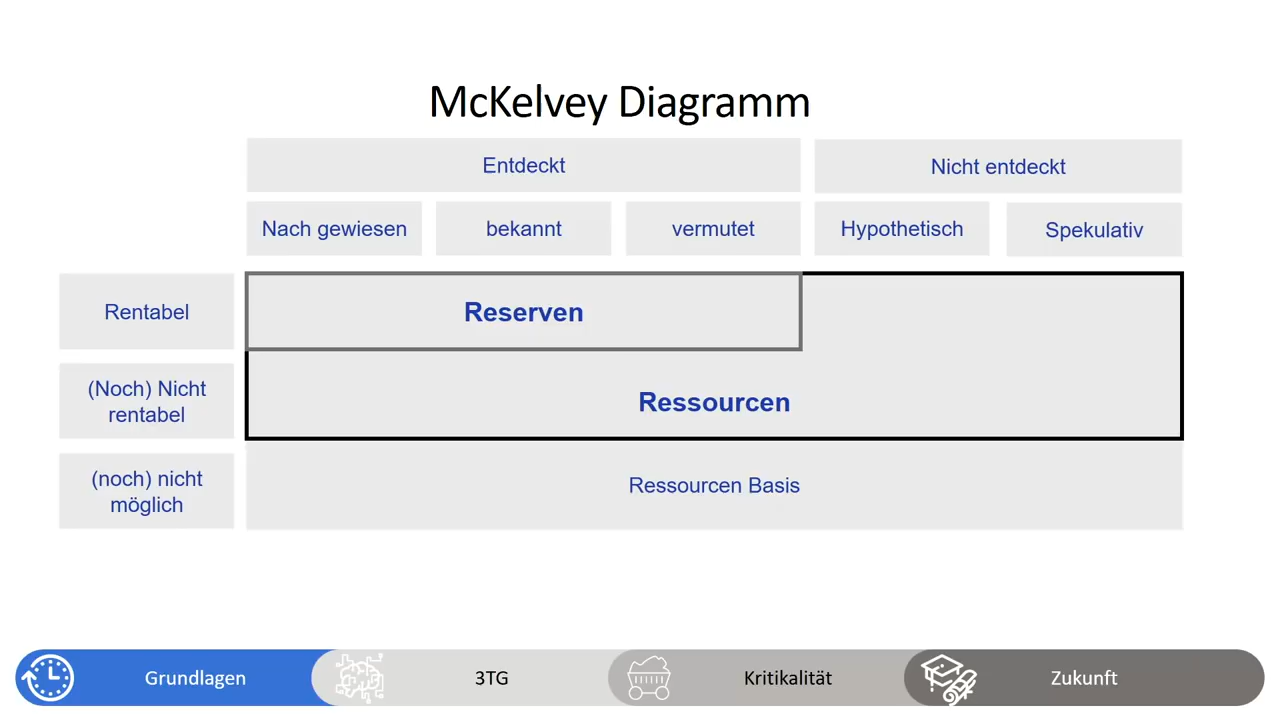 McKelvey Diagramm
Entdeckt
Nicht entdeckt
Nach gewiesen
bekannt
vermutet
Hypothetisch
Spekulativ
Rentabel
Reserven
(Noch) Nicht
rentabel
Ressourcen
(noch) nicht
möglich
Ressourcen Basis
Grundlagen
3TG
Kritikalität
Zukunft